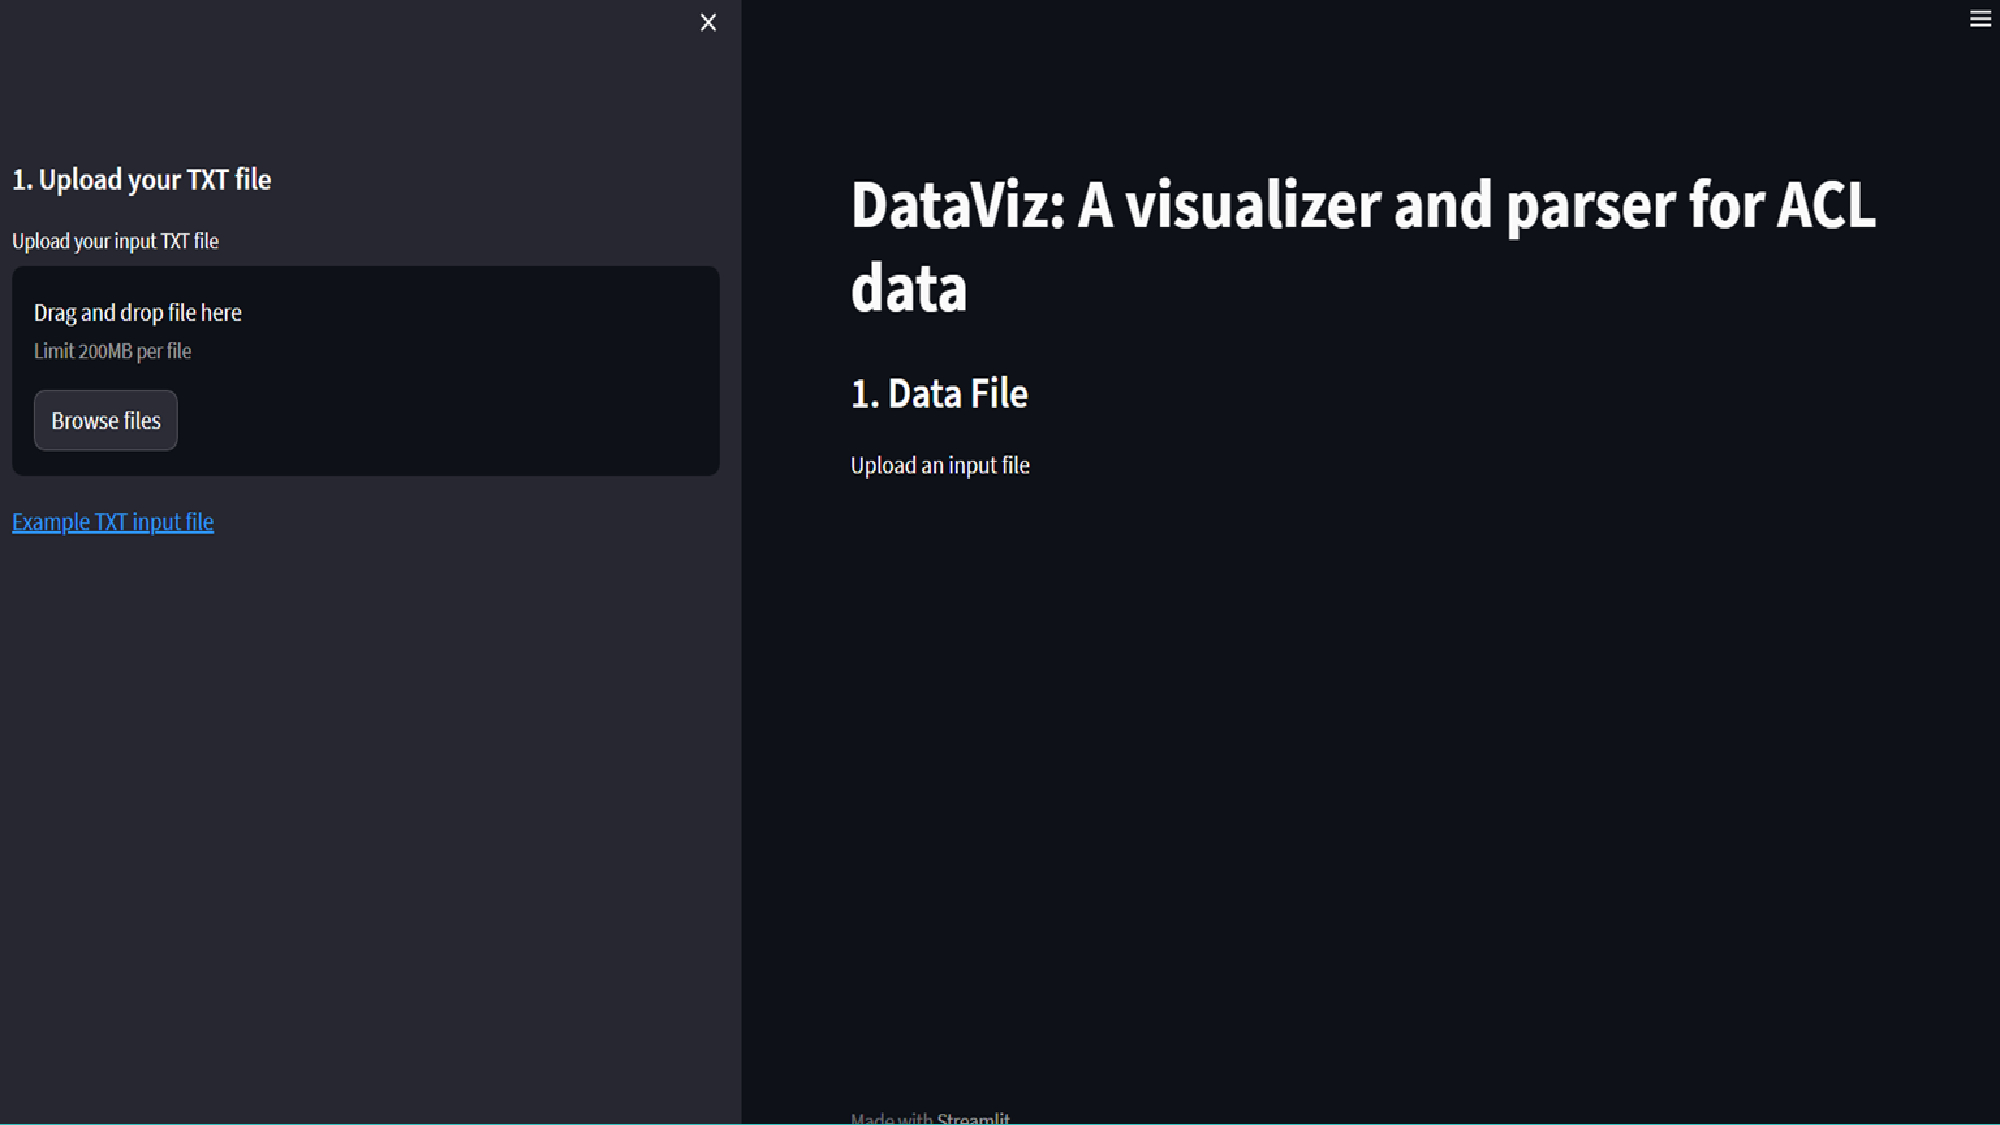 1. Upload your TXT file
Upload your input TXT file
Drag and drop file here
Limit 200MB per file
Browse files
Example TXT input file
DataViz: A visualizer and parser for ACL
data
1. Data File
Upload an input file
Made with Streamlit